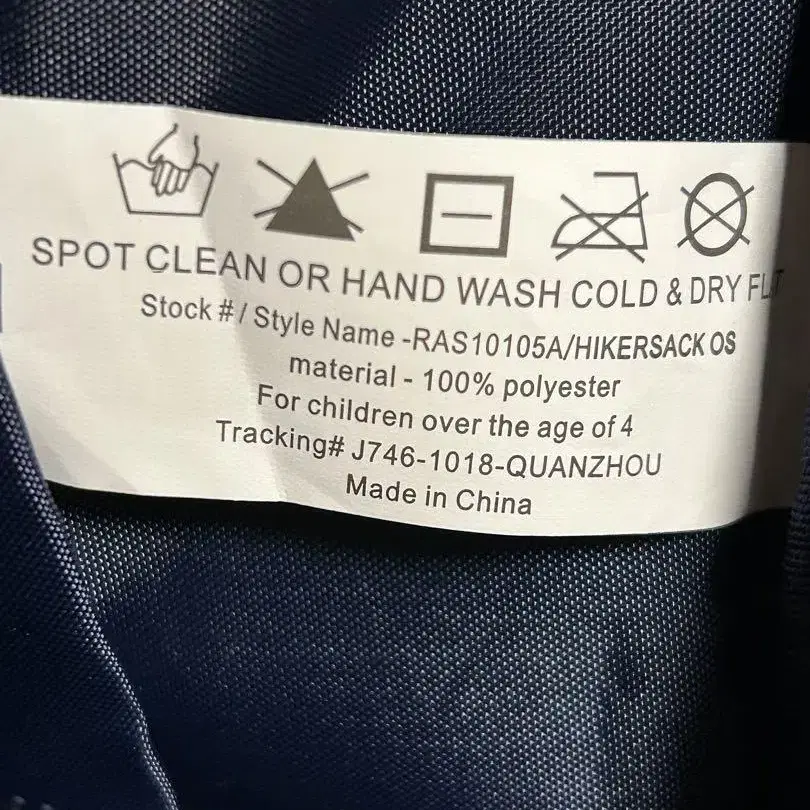 SPOT CLEAN OR HAND WASH COLD & DRY FLAT
Stock # / Style Name -RAS10105A/HIKERSACK OS
material - 100% polyester
For children over the age of 4
Tracking# J746-1018-QUANZHOU
Made in China